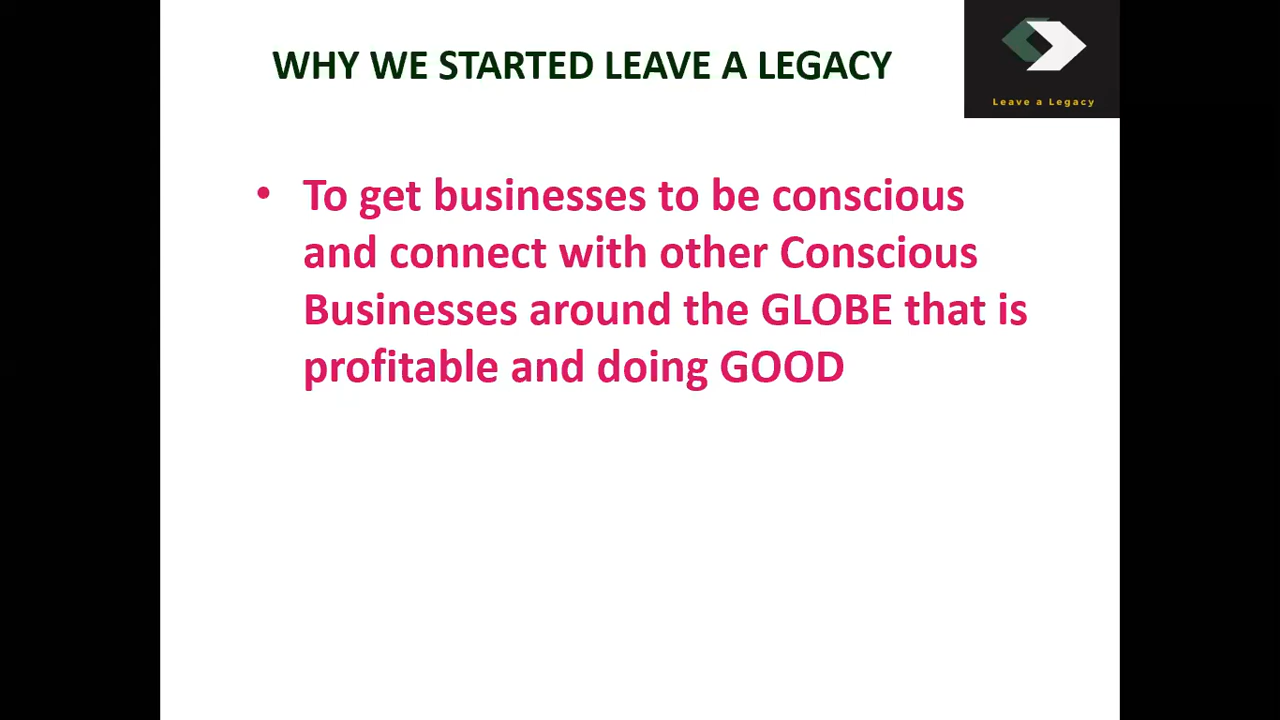 WHY WE STARTED LEAVE A LEGACY
Leave a Legacy
• To get businesses to be conscious
and connect with other Conscious
Businesses around the GLOBE that is
profitable and doing GOOD